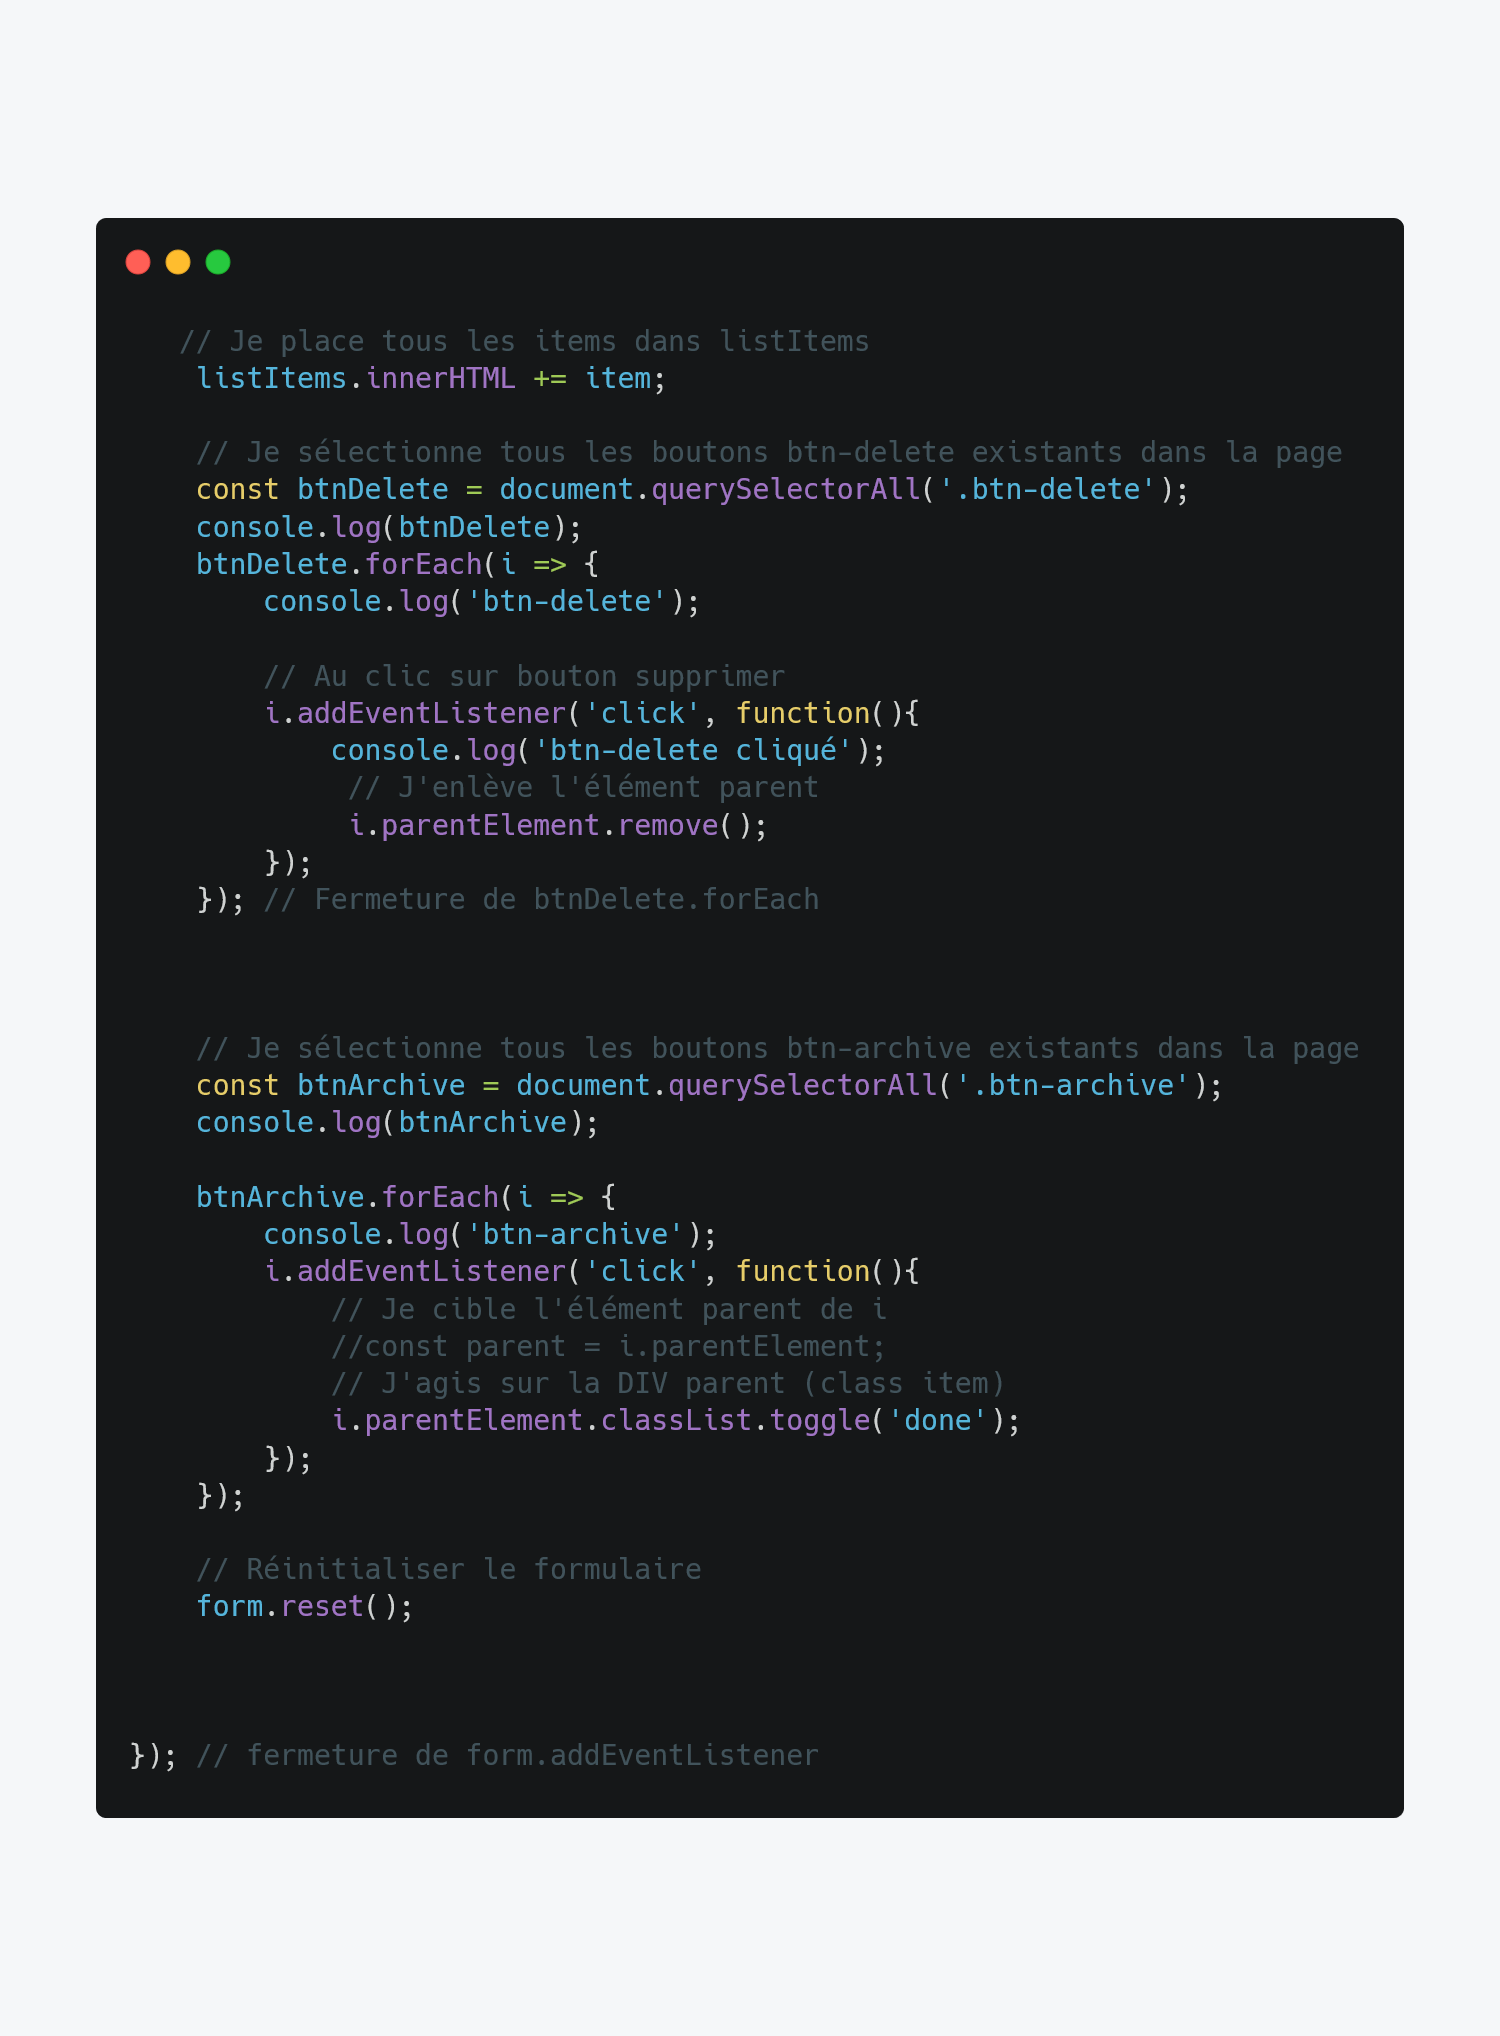 // Je place tous les items dans listItems
listItems.innerHTML += item;
// Je sélectionne tous les boutons btn-delete existants dans la page
const btnDelete = document.querySelectorAll('.btn-delete');
console.log(btnDelete);
btnDelete.forEach(i => {
console.log('btn-delete');
// Au clic sur bouton supprimer
i.addEventListener('click', function(){
console.log('btn-delete cliqué');
// J'enlève l'élément parent
i.parentElement.remove();
});
}); // Fermeture de btnDelete.forEach
// Je sélectionne tous les boutons btn-archive existants dans la page
const btnArchive = document.querySelectorAll('.btn-archive');
console.log(btnArchive);
btnArchive.forEach(i => {
console.log('btn-archive');
i.addEventListener('click', function(){
// Je cible l'élément parent de i
//const parent = i.parentElement;
// J'agis sur la DIV parent (class item)
i.parentElement.classList.toggle('done');
});
});
// Réinitialiser le formulaire
form.reset();
}); // fermeture de form.addEventListener